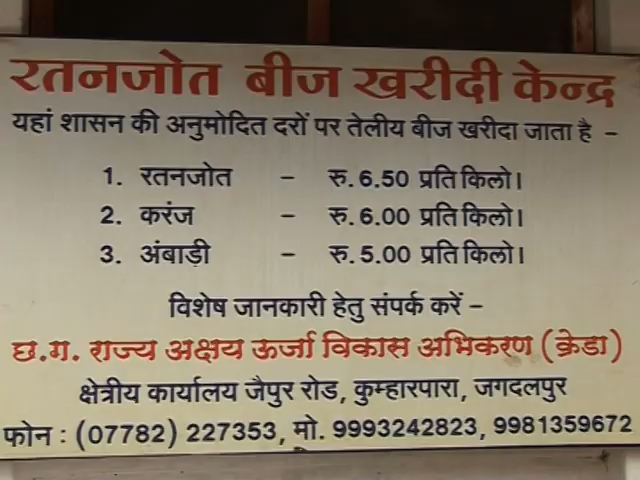 रतनजोत बीज खरीदी केन्द्र
यहां शासन की अनुमोदित दरों पर तेलीय बीज खरीदा जाता है –
1. रतनजोत – रु. 6.50 प्रति किलो।
2. करंज – रु. 6.00 प्रति किलो।
3. अंबाड़ी – रु. 5.00 प्रति किलो।
विशेष जानकारी हेतु संपर्क करें –
छ.ग. राज्य अक्षय ऊर्जा विकास अभिकरण (क्रेडा)
क्षेत्रीय कार्यालय जैपुर रोड, कुम्हारपारा, जगदलपुर
फोन : (07782) 227353, मो. 9993242823, 9981359672